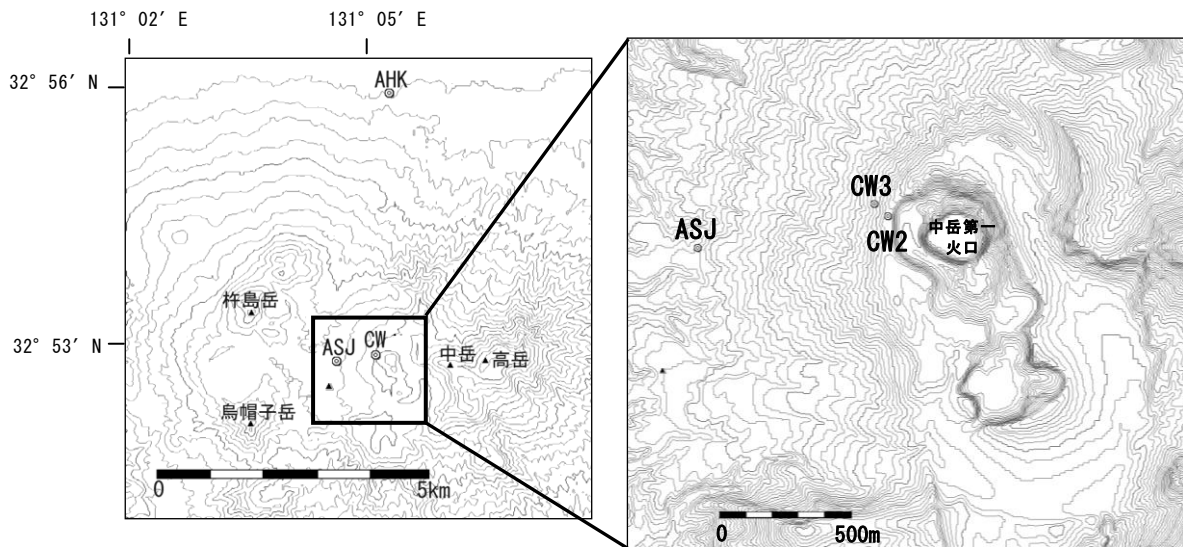 131° 02′ E
131° 05′ E
32° 56′ N
AHK
杵島岳
32° 53′ N
ASJ
CW
中岳
高岳
烏帽子岳
0
5km
CW3
CW2
ASJ
中岳第一
火口
0
500m